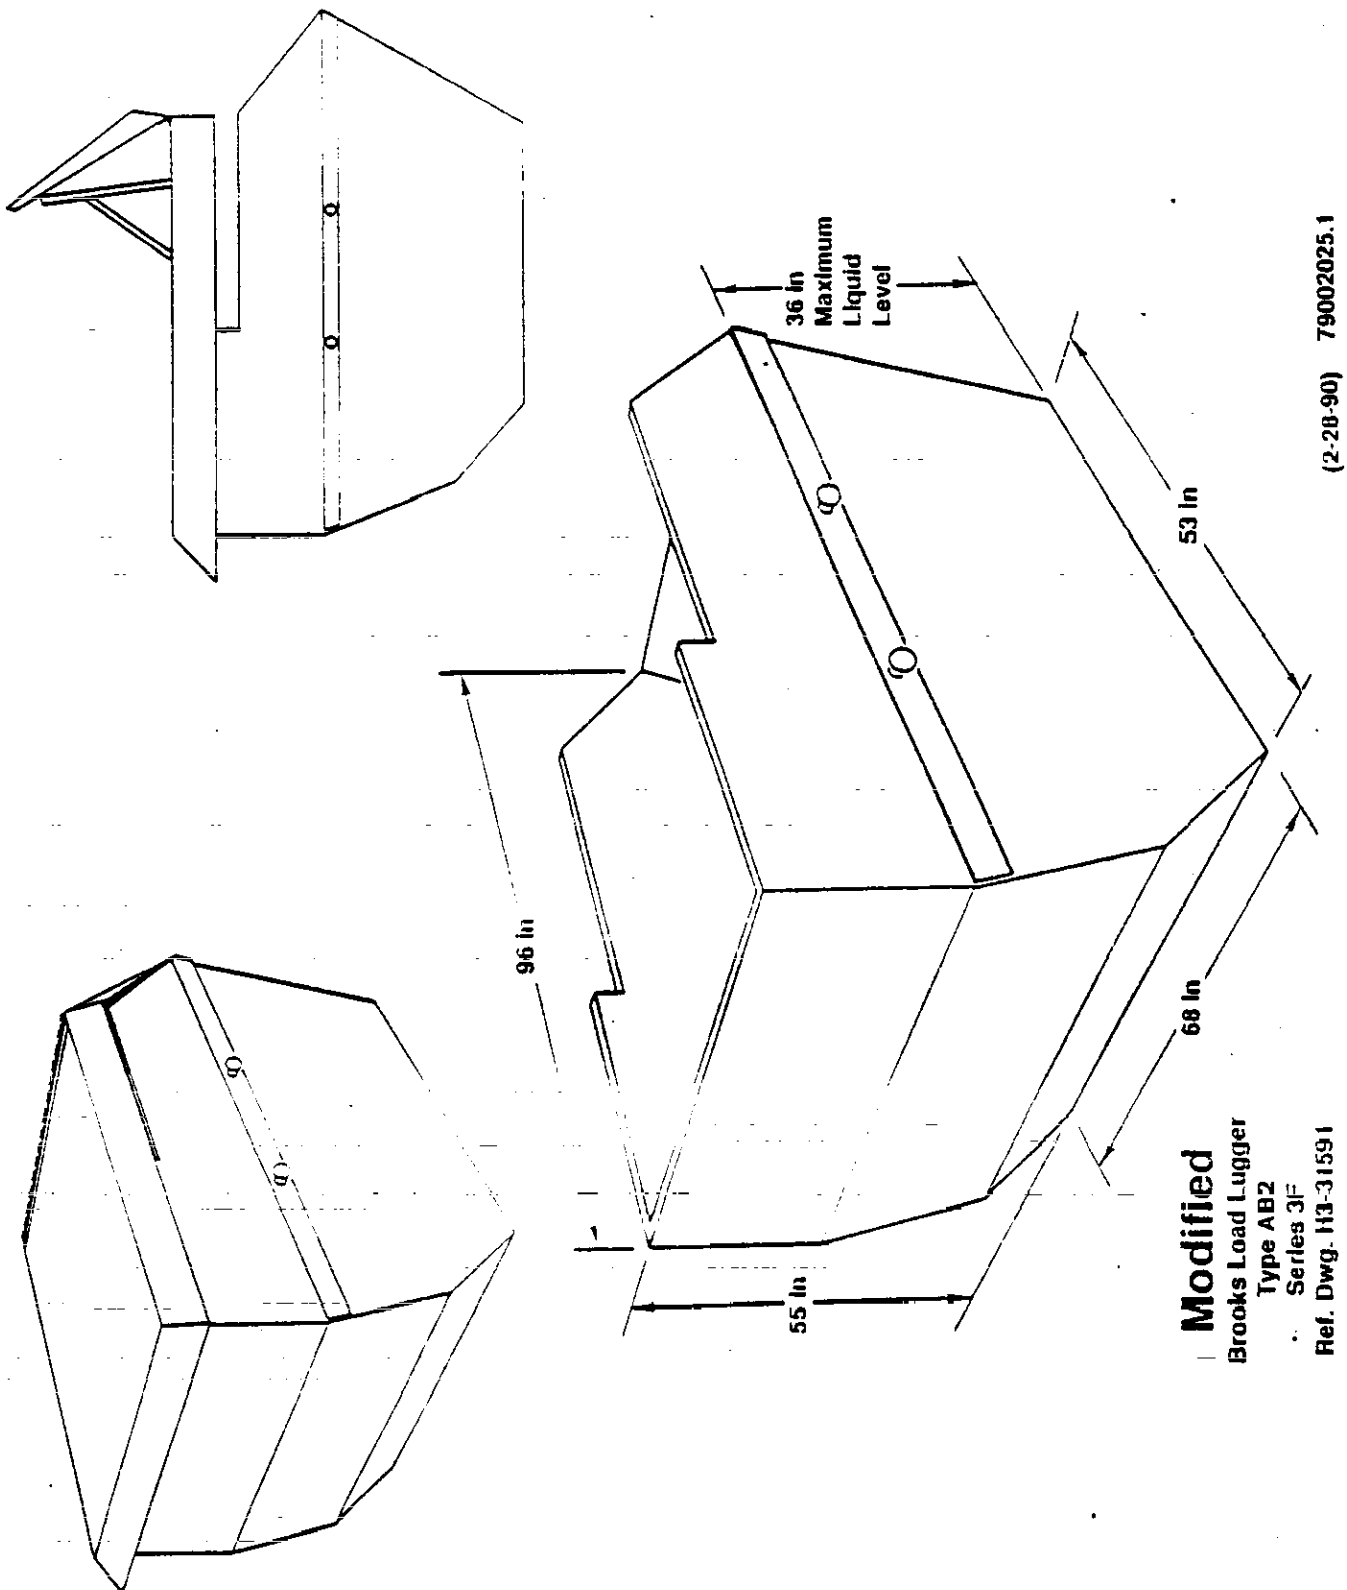 96 in
36 in
Maximum
Liquid
Level
55 in
68 in
53 in
Modified
Brooks Load Lugger
Type AB2
Series 3F
Ref. Dwg. H3-31591
(2-28-90) 79002025.1